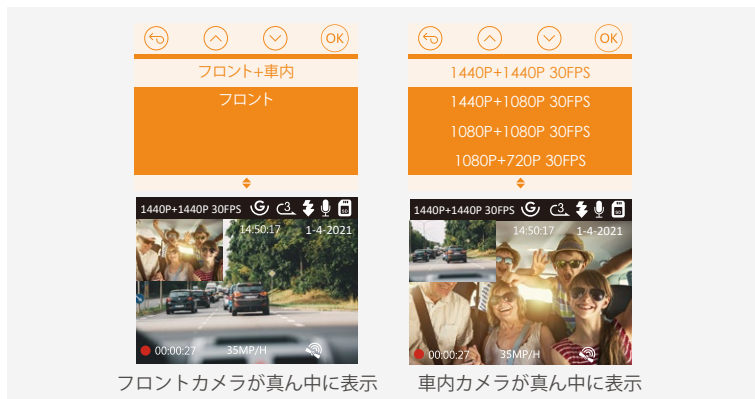 OK
フロント+車内
フロント
1440P+1440P 30FPS
14:50:17 1-4-2021
00:00:27 35MP/H
フロントカメラが真ん中に表示
OK
1440P+1440P 30FPS
1440P+1080P 30FPS
1080P+1080P 30FPS
1080P+720P 30FPS
1440P+1440P 30FPS
14:50:17 1-4-2021
00:00:27 35MP/H
車内カメラが真ん中に表示